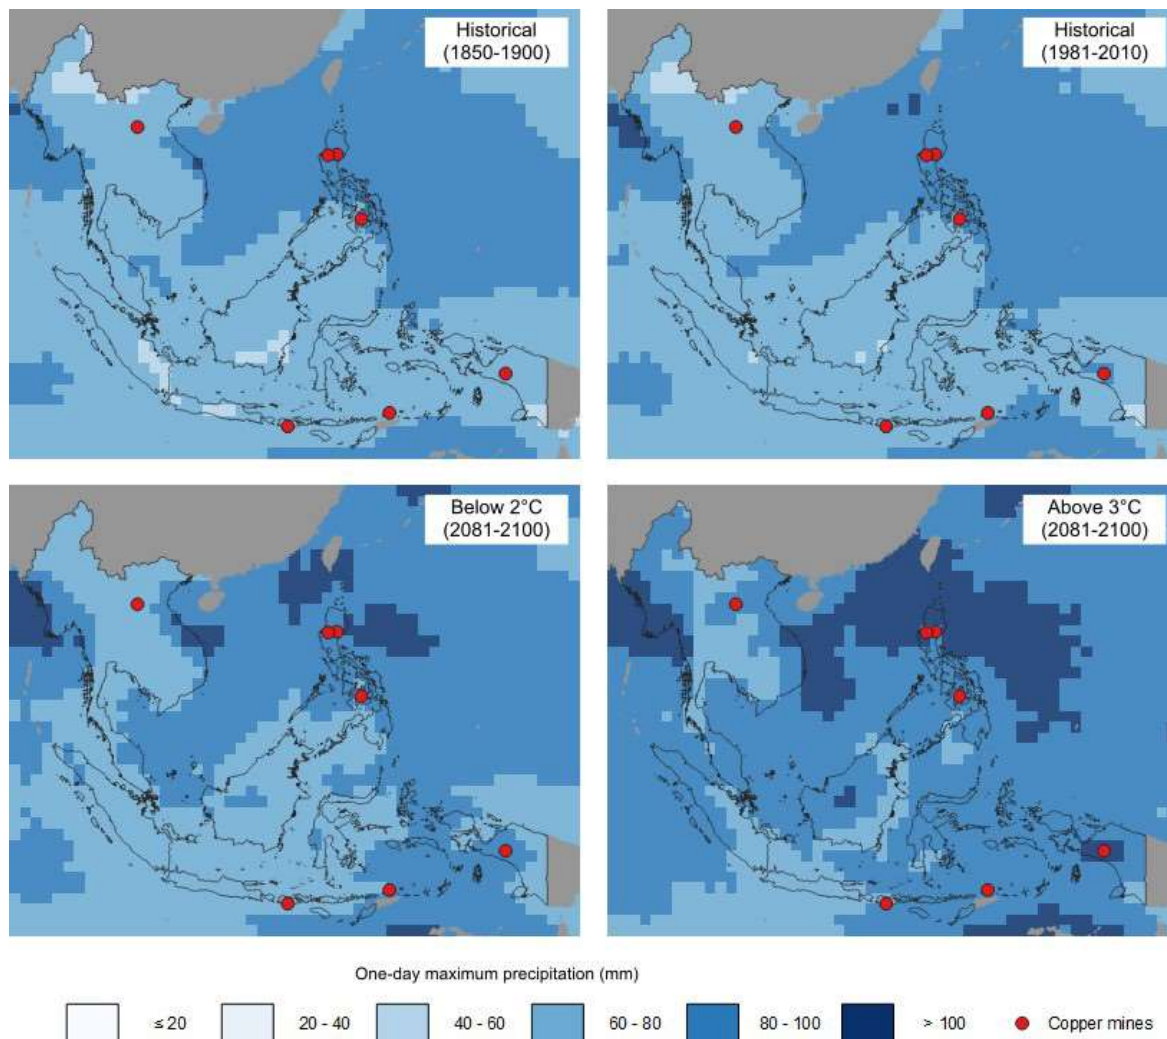 Historical
(1850-1900)
Historical
(1981-2010)
Below 2°C
(2081-2100)
Above 3°C
(2081-2100)
One-day maximum precipitation (mm)
≤ 20
20 - 40
40 - 60
60 - 80
80 - 100
> 100
Copper mines